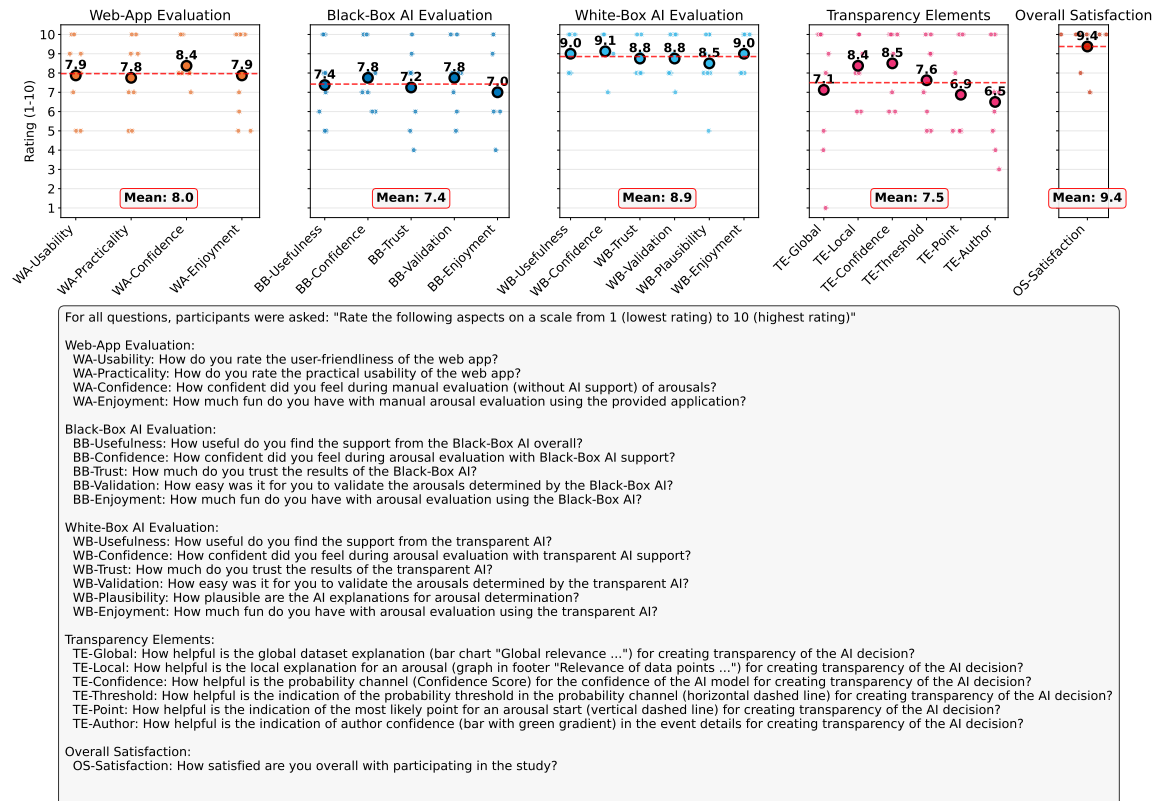 Web-App Evaluation
Black-Box AI Evaluation
White-Box AI Evaluation
Transparency Elements
Overall Satisfaction
Rating (1-10)
10
9
8
7
6
5
4
3
2
1
7.9
7.8
8.4
7.9
Mean: 8.0
7.4
7.8
7.2
7.8
7.0
Mean: 7.4
9.0
9.1
8.8
8.8
8.5
9.0
Mean: 8.9
7.1
8.4
8.5
7.6
6.9
6.5
Mean: 7.5
9.4
Mean: 9.4
WA-Usability
WA-Practicality
WA-Confidence
WA-Enjoyment
BB-Usefulness
BB-Confidence
BB-Trust
BB-Validation
BB-Enjoyment
WB-Usefulness
WB-Confidence
WB-Trust
WB-Validation
WB-Plausibility
WB-Enjoyment
TE-Global
TE-Local
TE-Confidence
TE-Threshold
TE-Point
TE-Author
OS-Satisfaction
For all questions, participants were asked: "Rate the following aspects on a scale from 1 (lowest rating) to 10 (highest rating)"
Web-App Evaluation:
WA-Usability: How do you rate the user-friendliness of the web app?
WA-Practicality: How do you rate the practical usability of the web app?
WA-Confidence: How confident did you feel during manual evaluation (without AI support) of arousals?
WA-Enjoyment: How much fun do you have with manual arousal evaluation using the provided application?
Black-Box AI Evaluation:
BB-Usefulness: How useful do you find the support from the Black-Box AI overall?
BB-Confidence: How confident did you feel during arousal evaluation with Black-Box AI support?
BB-Trust: How much do you trust the results of the Black-Box AI?
BB-Validation: How easy was it for you to validate the arousals determined by the Black-Box AI?
BB-Enjoyment: How much fun do you have with arousal evaluation using the Black-Box AI?
White-Box AI Evaluation:
WB-Usefulness: How useful do you find the support from the transparent AI?
WB-Confidence: How confident did you feel during arousal evaluation with transparent AI support?
WB-Trust: How much do you trust the results of the transparent AI?
WB-Validation: How easy was it for you to validate the arousals determined by the transparent AI?
WB-Plausibility: How plausible are the AI explanations for arousal determination?
WB-Enjoyment: How much fun do you have with arousal evaluation using the transparent AI?
Transparency Elements:
TE-Global: How helpful is the global dataset explanation (bar chart "Global relevance ...") for creating transparency of the AI decision?
TE-Local: How helpful is the local explanation for an arousal (graph in footer "Relevance of data points ...") for creating transparency of the AI decision?
TE-Confidence: How helpful is the probability channel (Confidence Score) for the confidence of the AI model for creating transparency of the AI decision?
TE-Threshold: How helpful is the indication of the probability threshold in the probability channel (horizontal dashed line) for creating transparency of the AI decision?
TE-Point: How helpful is the indication of the most likely point for an arousal start (vertical dashed line) for creating transparency of the AI decision?
TE-Author: How helpful is the indication of author confidence (bar with green gradient) in the event details for creating transparency of the AI decision?
Overall Satisfaction:
OS-Satisfaction: How satisfied are you overall with participating in the study?